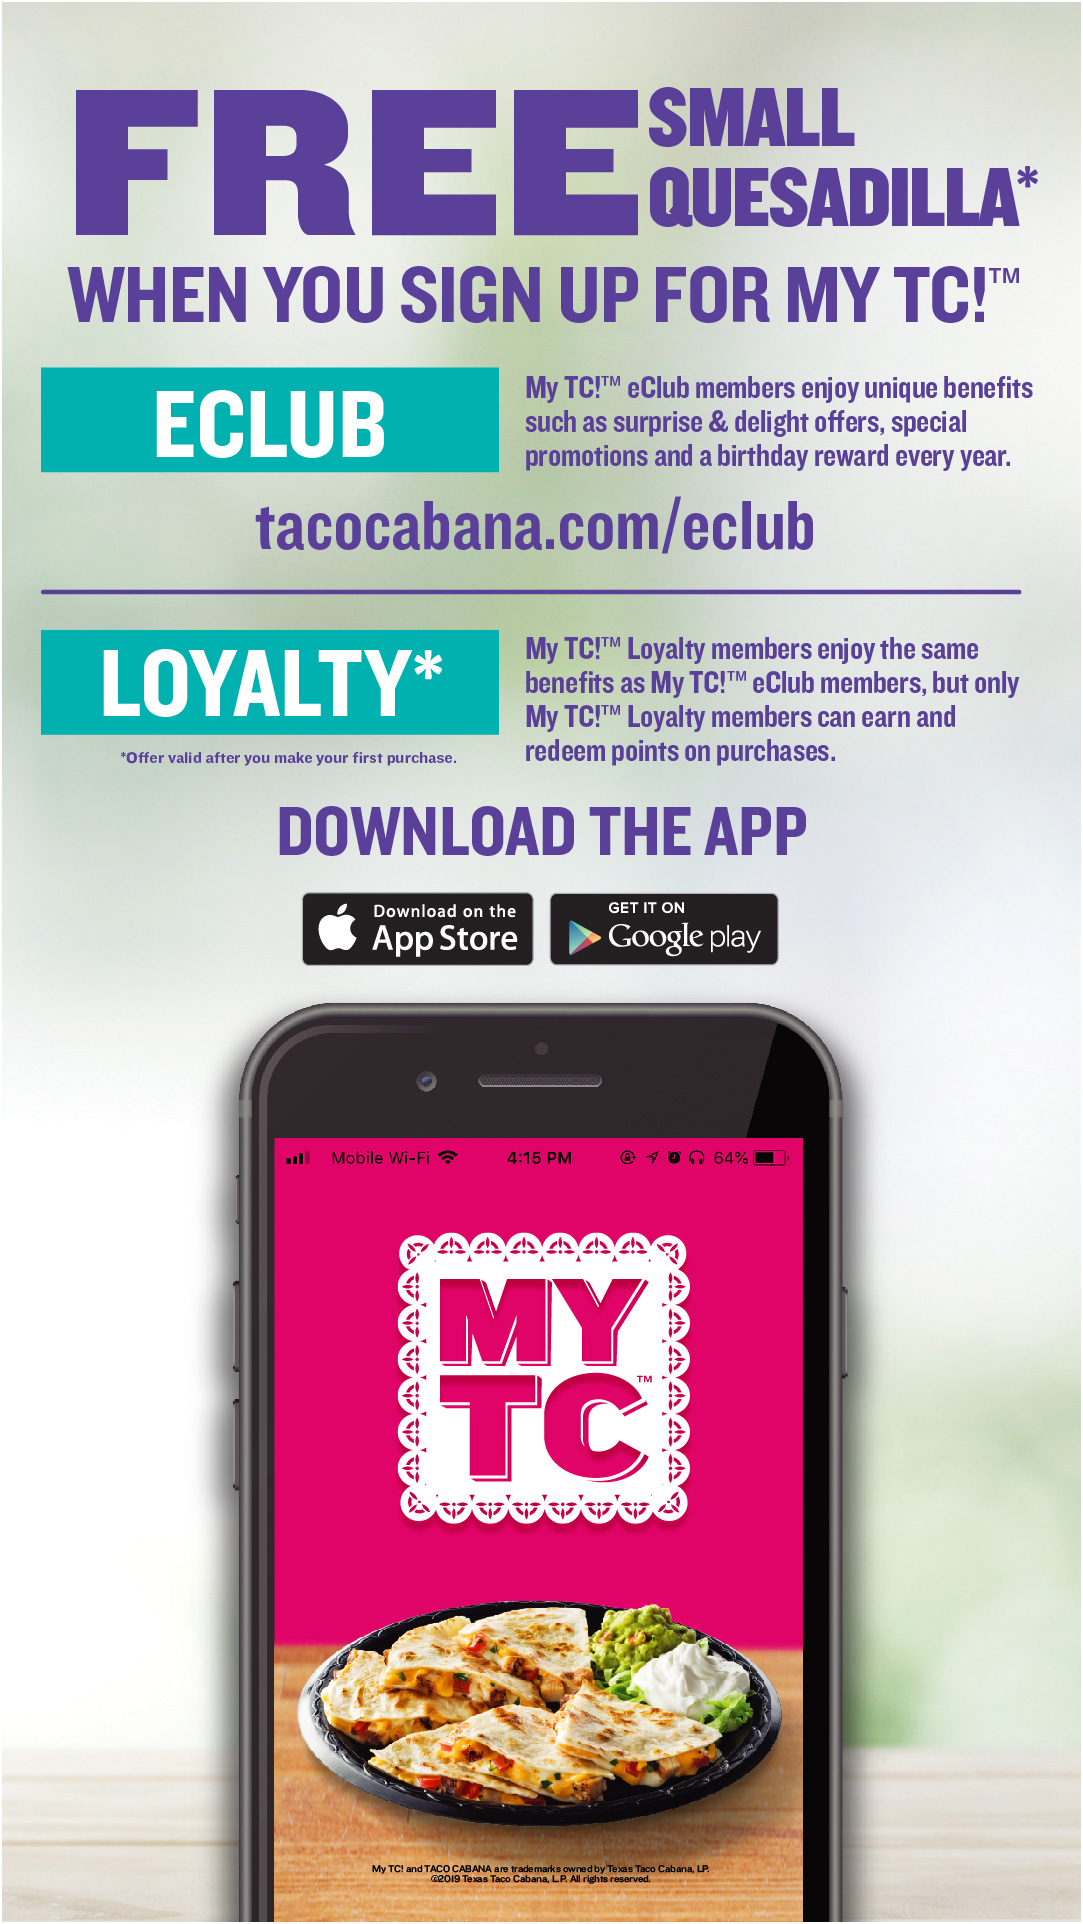 FREE SMALL
QUESADILLA*
WHEN YOU SIGN UP FOR MY TC!™
ECLUB
My TC!™ eClub members enjoy unique benefits
such as surprise & delight offers, special
promotions and a birthday reward every year.
tacocabana.com/eclub
LOYALTY*
*Offer valid after you make your first purchase.
My TC!™ Loyalty members enjoy the same
benefits as My TC!™ eClub members, but only
My TC!™ Loyalty members can earn and
redeem points on purchases.
DOWNLOAD THE APP
Download on the
App Store
GET IT ON
Google play
Mobile Wi-Fi 4:15 PM 64%
MY
TC™
My TC! and TACO CABANA are trademarks owned by Texas Taco Cabana, LP.
©2019 Texas Taco Cabana, L.P. All rights reserved.